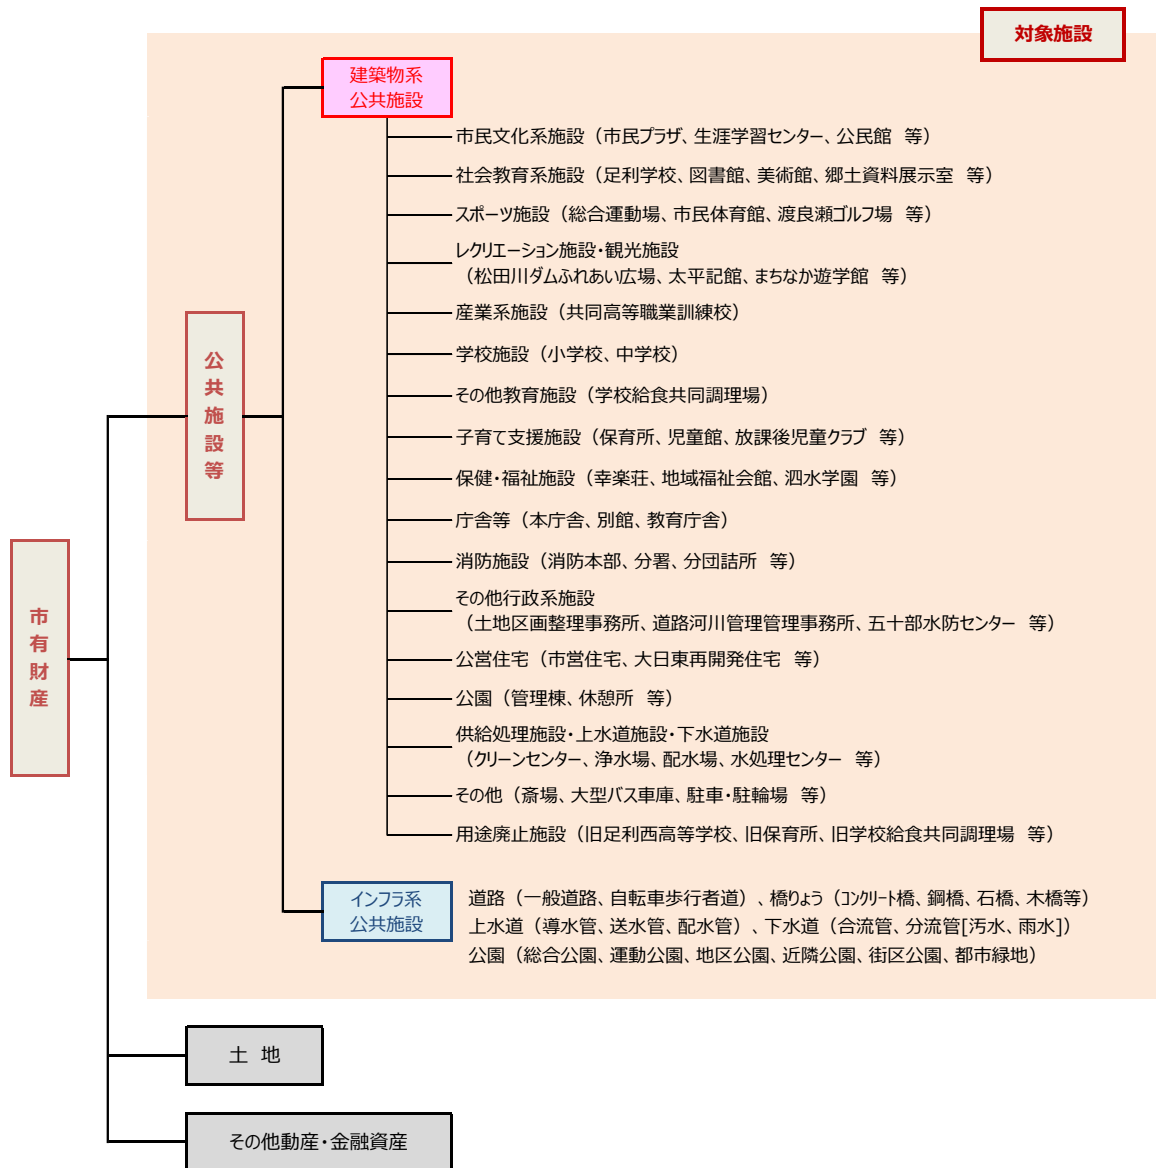 対象施設
建築物系
公共施設
市民文化系施設（市民プラザ、生涯学習センター、公民館　等）
社会教育系施設（足利学校、図書館、美術館、郷土資料展示室　等）
スポーツ施設（総合運動場、市民体育館、渡良瀬ゴルフ場　等）
レクリエーション施設・観光施設
（松田川ダムふれあい広場、太平記館、まちなか遊学館　等）
産業系施設（共同高等職業訓練校）
学校施設（小学校、中学校）
その他教育施設（学校給食共同調理場）
子育て支援施設（保育所、児童館、放課後児童クラブ　等）
保健・福祉施設（幸楽荘、地域福祉会館、泗水学園　等）
庁舎等（本庁舎、別館、教育庁舎）
消防施設（消防本部、分署、分団詰所　等）
その他行政系施設
（土地区画整理事務所、道路河川管理管理事務所、五十部水防センター　等）
公営住宅（市営住宅、大日東再開発住宅　等）
公園（管理棟、休憩所　等）
供給処理施設・上水道施設・下水道施設
（クリーンセンター、浄水場、配水場、水処理センター　等）
その他（斎場、大型バス車庫、駐車・駐輪場　等）
用途廃止施設（旧足利西高等学校、旧保育所、旧学校給食共同調理場　等）
公共施設等
市有財産
インフラ系
公共施設
道路（一般道路、自転車歩行者道）、橋りょう（コンクリート橋、鋼橋、石橋、木橋等）
上水道（導水管、送水管、配水管）、下水道（合流管、分流管[汚水、雨水]）
公園（総合公園、運動公園、地区公園、近隣公園、街区公園、都市緑地）
土　地
その他動産・金融資産